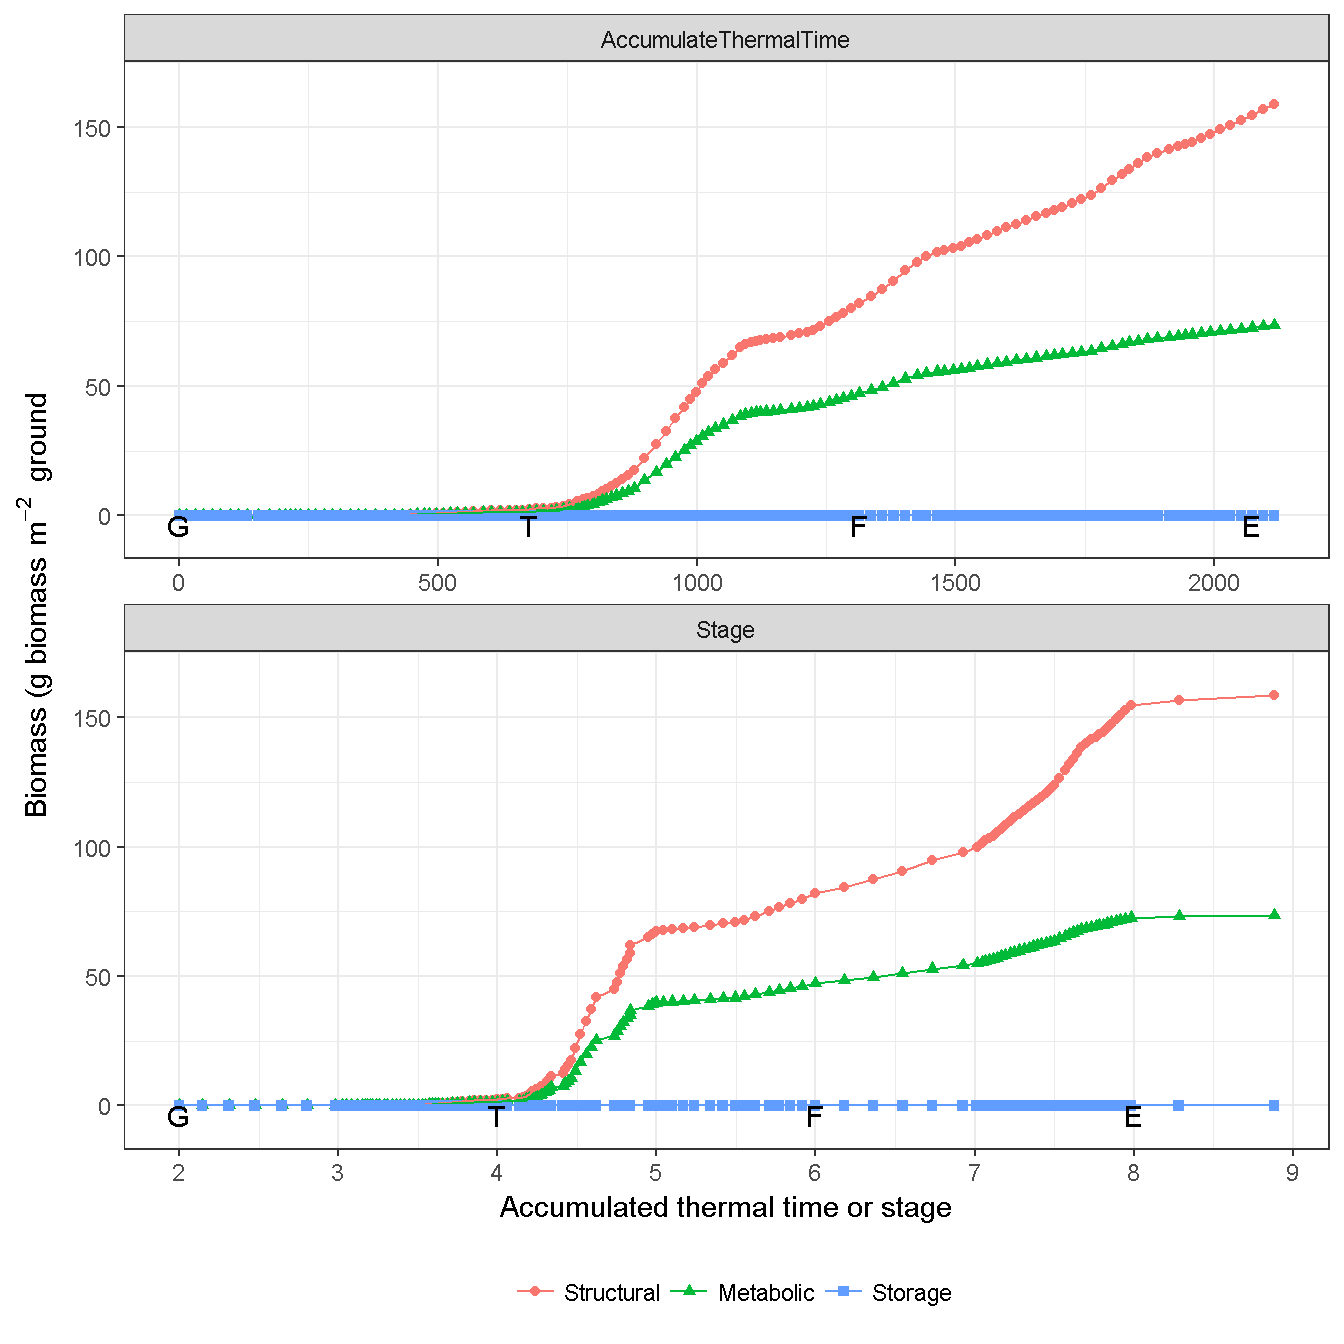 AccumulateThermalTime
150
100
50
0
G T F E
0 500 1000 1500 2000
Stage
150
100
50
0
G T F E
2 3 4 5 6 7 8 9
Biomass (g biomass m⁻² ground
Accumulated thermal time or stage
Structural Metabolic Storage